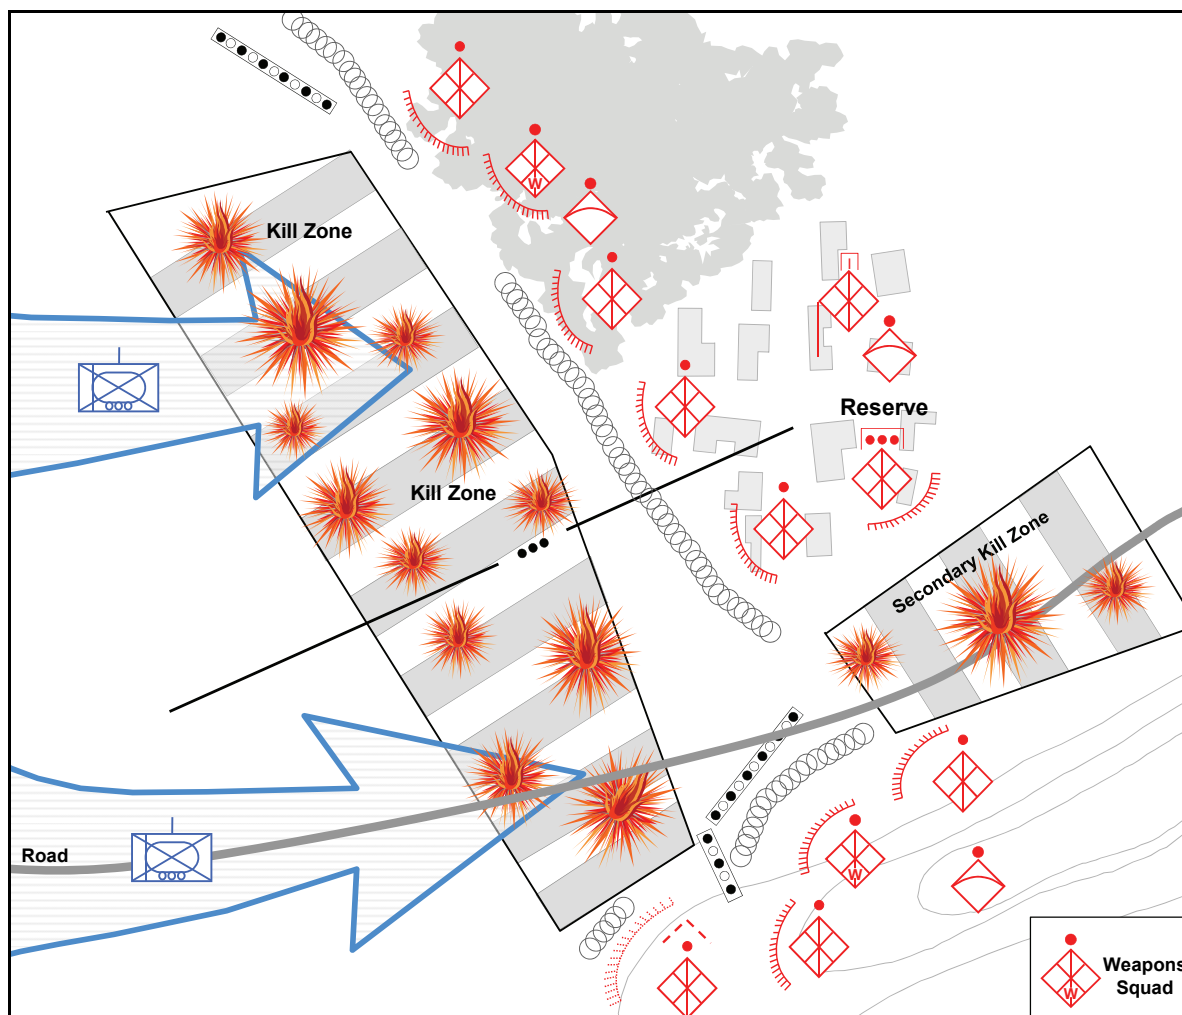 Kill Zone
Reserve
Kill Zone
Secondary Kill Zone
Road
W
W
W
Weapons
Squad